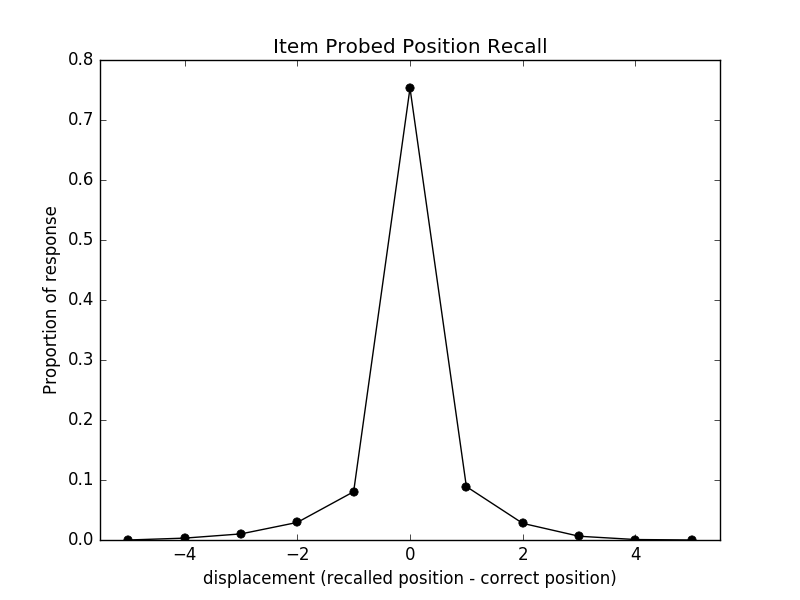 Item Probed Position Recall
0.8
0.7
0.6
0.5
0.4
0.3
0.2
0.1
0.0
Proportion of response
−4 −2 0 2 4
displacement (recalled position - correct position)